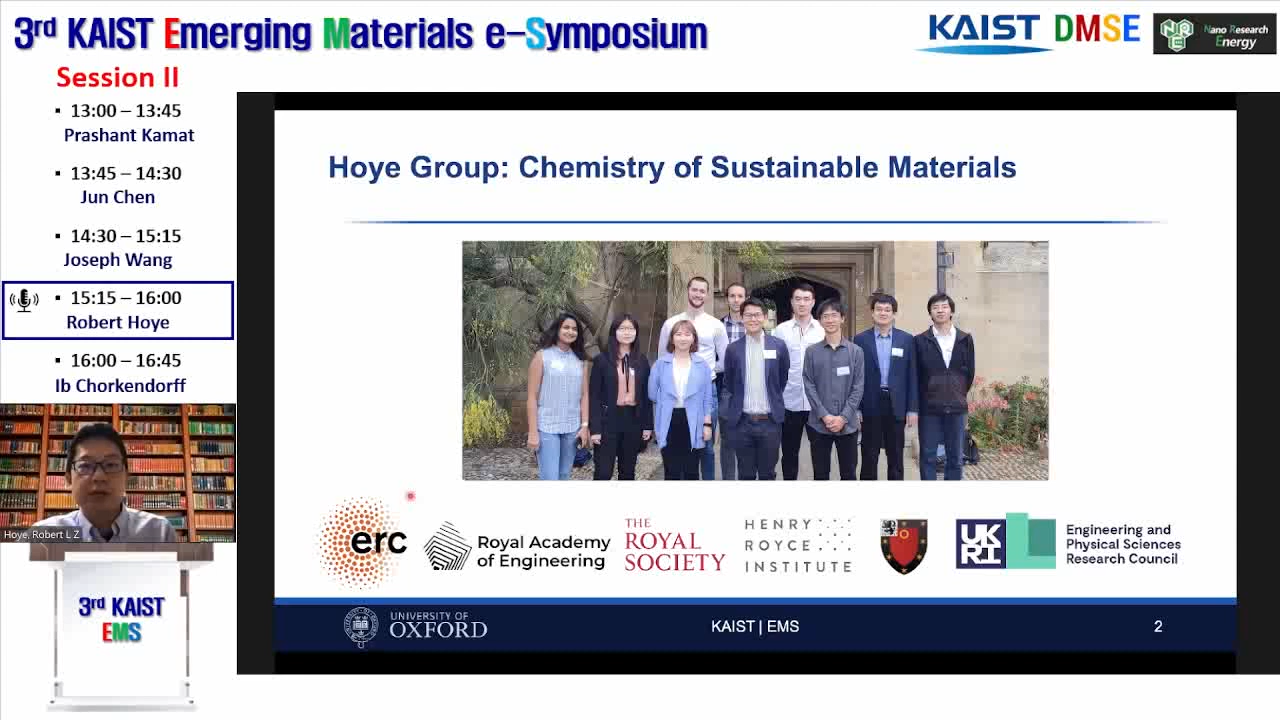 3rd KAIST Emerging Materials e-Symposium
KAIST DMSE
NRE
Nano Research
Energy
Session II
▪ 13:00 – 13:45
Prashant Kamat
▪ 13:45 – 14:30
Jun Chen
▪ 14:30 – 15:15
Joseph Wang
▪ 15:15 – 16:00
Robert Hoye
▪ 16:00 – 16:45
Ib Chorkendorff
Hoye, Robert L Z
3rd KAIST
EMS
Hoye Group: Chemistry of Sustainable Materials
erc
Royal Academy
of Engineering
THE
ROYAL
SOCIETY
HENRY
ROYCE
INSTITUTE
UK
RI
Engineering and
Physical Sciences
Research Council
UNIVERSITY OF
OXFORD
KAIST | EMS
2